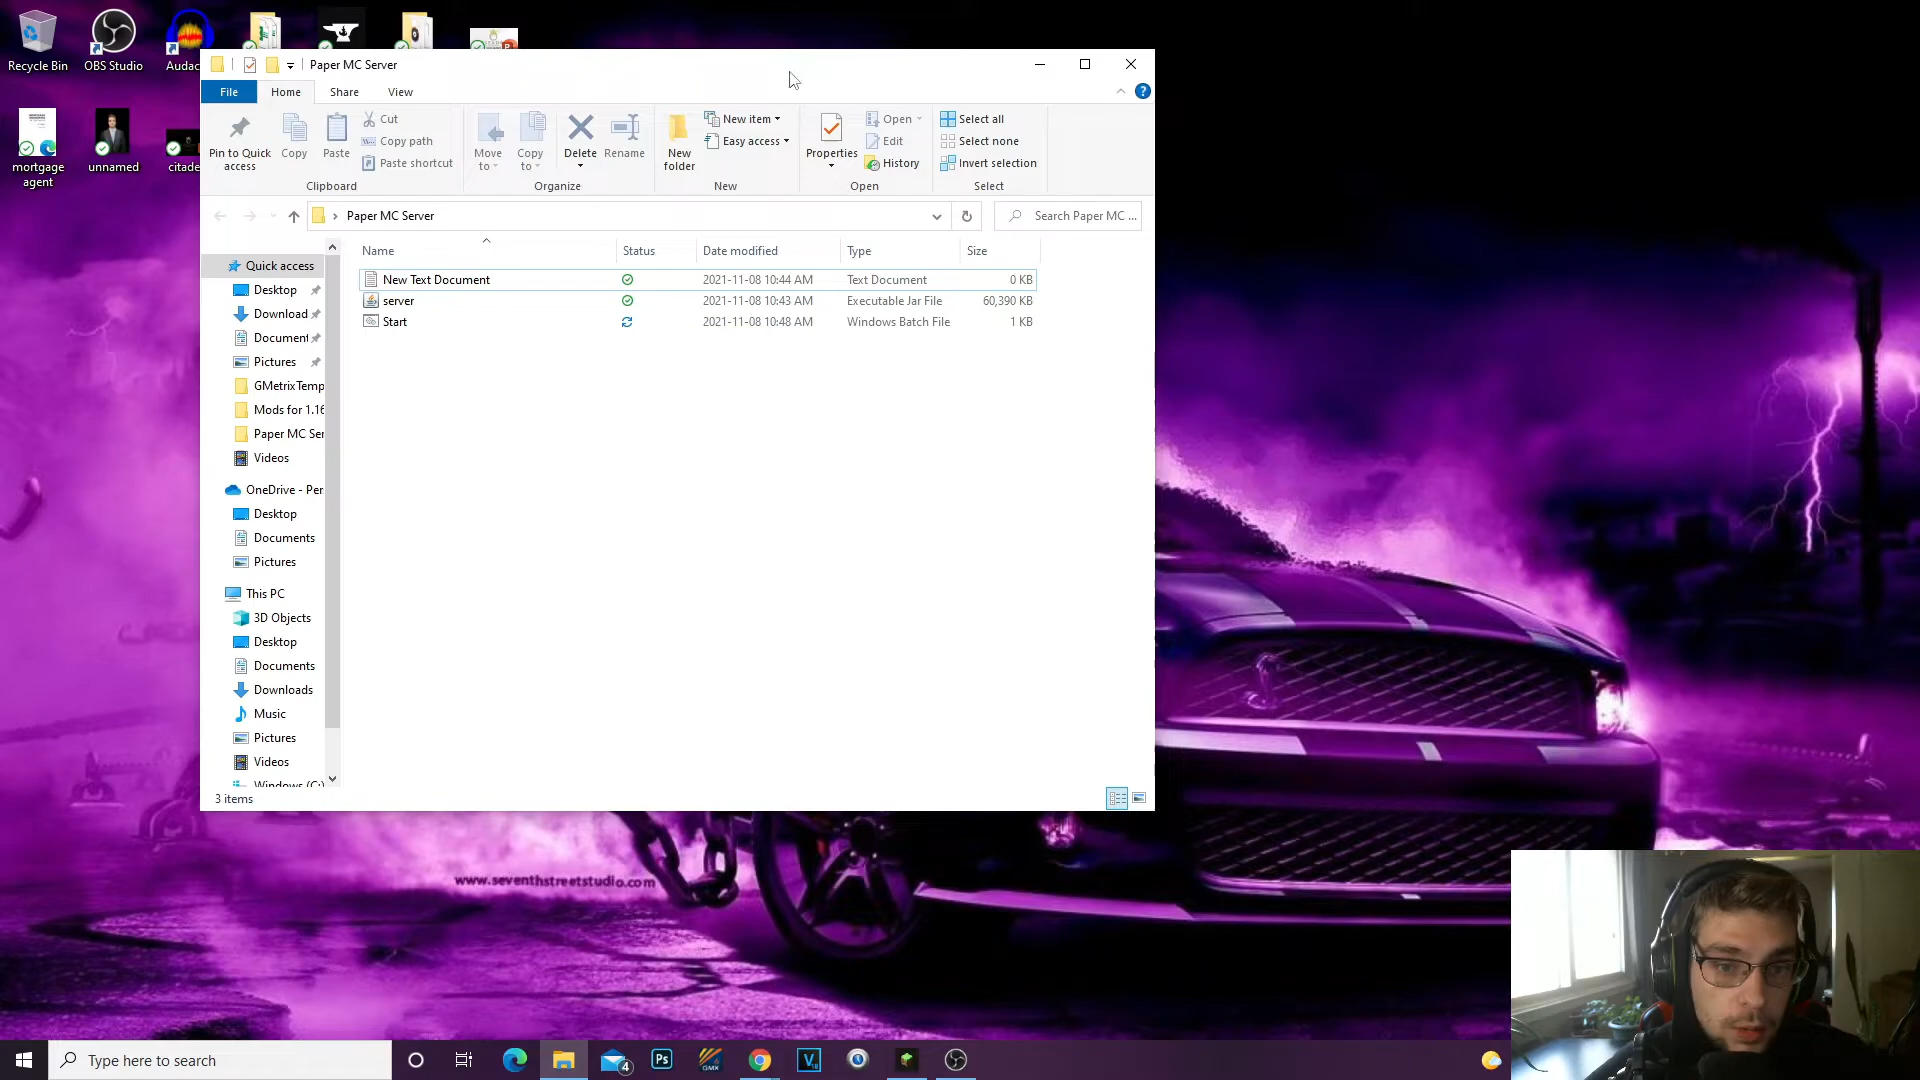 Recycle Bin
OBS Studio
Audac
mortgage
agent
unnamed
citade
Paper MC Server
File
Home
Share
View
Pin to Quick
access
Copy
Paste
Cut
Copy path
Paste shortcut
Clipboard
Move
to
Copy
to
Delete
Rename
Organize
New
folder
New item
Easy access
New
Properties
Open
Edit
History
Open
Select all
Select none
Invert selection
Select
Paper MC Server
Search Paper MC ...
Name
Status
Date modified
Type
Size
New Text Document
2021-11-08 10:44 AM
Text Document
0 KB
server
2021-11-08 10:43 AM
Executable Jar File
60,390 KB
Start
2021-11-08 10:48 AM
Windows Batch File
1 KB
Quick access
Desktop
Download
Document
Pictures
GMetrixTemp
Mods for 1.16
Paper MC Ser
Videos
OneDrive - Per
Desktop
Documents
Pictures
This PC
3D Objects
Desktop
Documents
Downloads
Music
Pictures
Videos
Windows (C:)
3 items
www.seventhstreetstudio.com
Type here to search
4
Ps
GMX
V
18